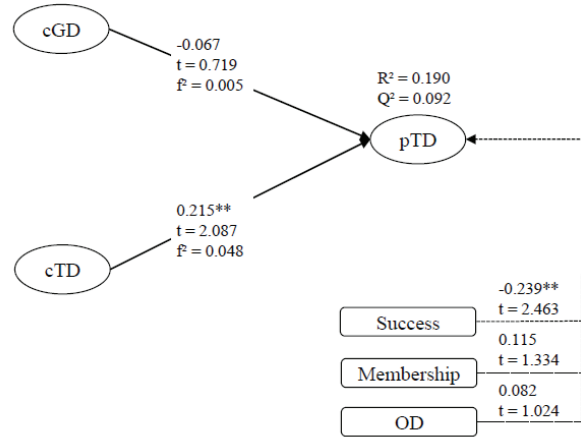 cGD
-0.067
t = 0.719
f² = 0.005
R² = 0.190
Q² = 0.092
pTD
0.215**
t = 2.087
f² = 0.048
cTD
-0.239**
t = 2.463
Success
0.115
t = 1.334
Membership
0.082
t = 1.024
OD